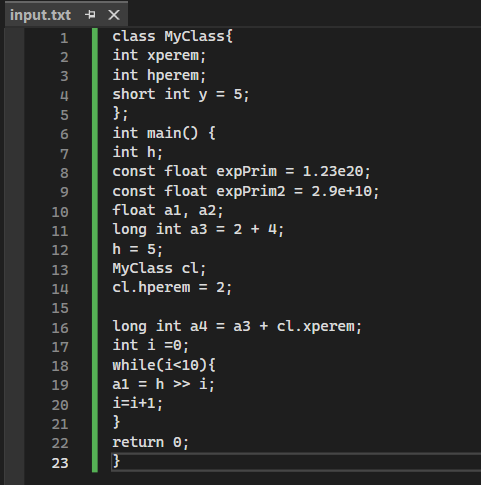 input.txt
1 class MyClass{
2 int xperem;
3 int hperem;
4 short int y = 5;
5 };
6 int main() {
7 int h;
8 const float expPrim = 1.23e20;
9 const float expPrim2 = 2.9e+10;
10 float a1, a2;
11 long int a3 = 2 + 4;
12 h = 5;
13 MyClass cl;
14 cl.hperem = 2;
15
16 long int a4 = a3 + cl.xperem;
17 int i =0;
18 while(i<10){
19 a1 = h >> i;
20 i=i+1;
21 }
22 return 0;
23 }